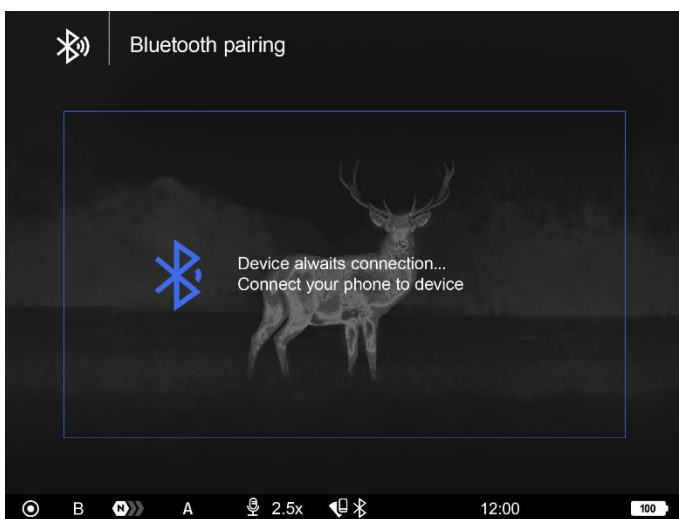 Bluetooth pairing
Device alwaits connection...
Connect your phone to device
B N A 2.5x 12:00 100